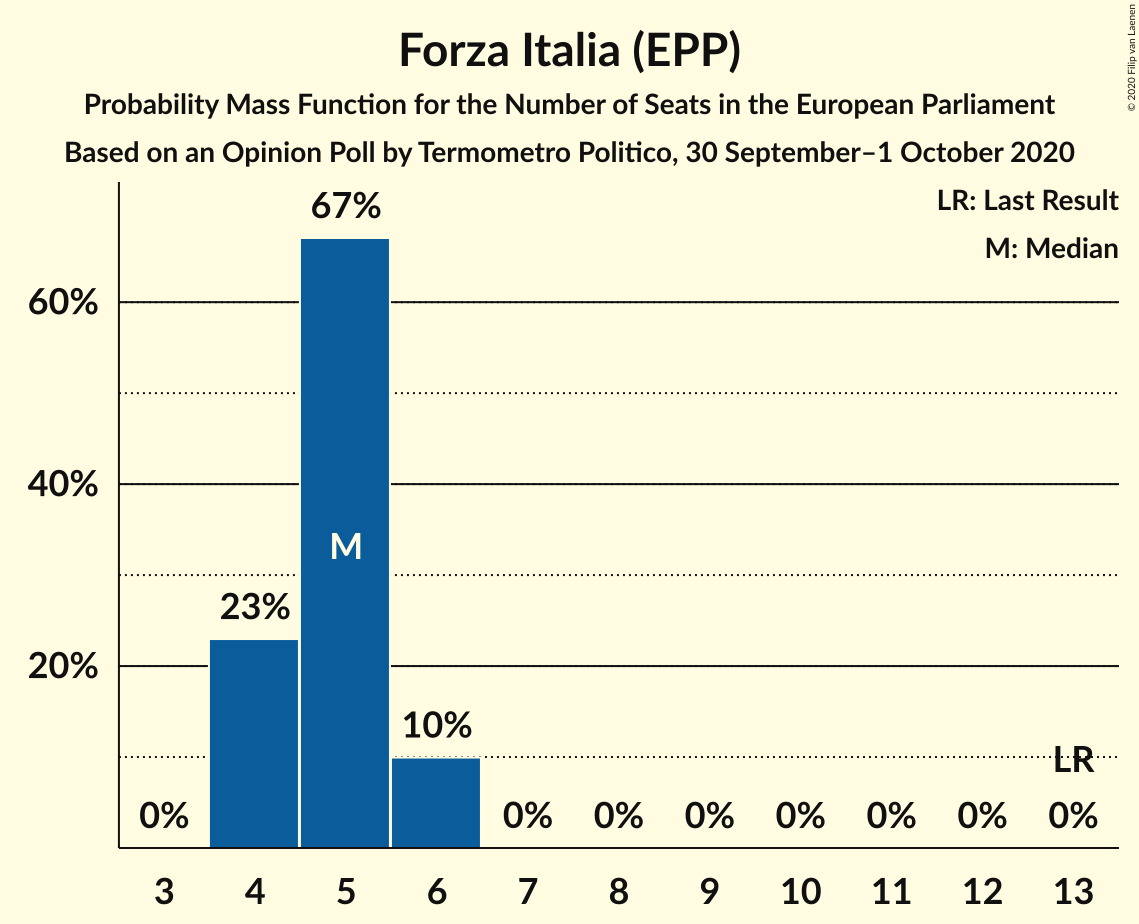 Forza Italia (EPP)
Probability Mass Function for the Number of Seats in the European Parliament
Based on an Opinion Poll by Termometro Politico, 30 September–1 October 2020
© 2020 Filip van Laenen
LR: Last Result
M: Median
67%
60%
40%
M
23%
20%
10%
LR
0% 0% 0% 0% 0% 0% 0% 0%
3 4 5 6 7 8 9 10 11 12 13